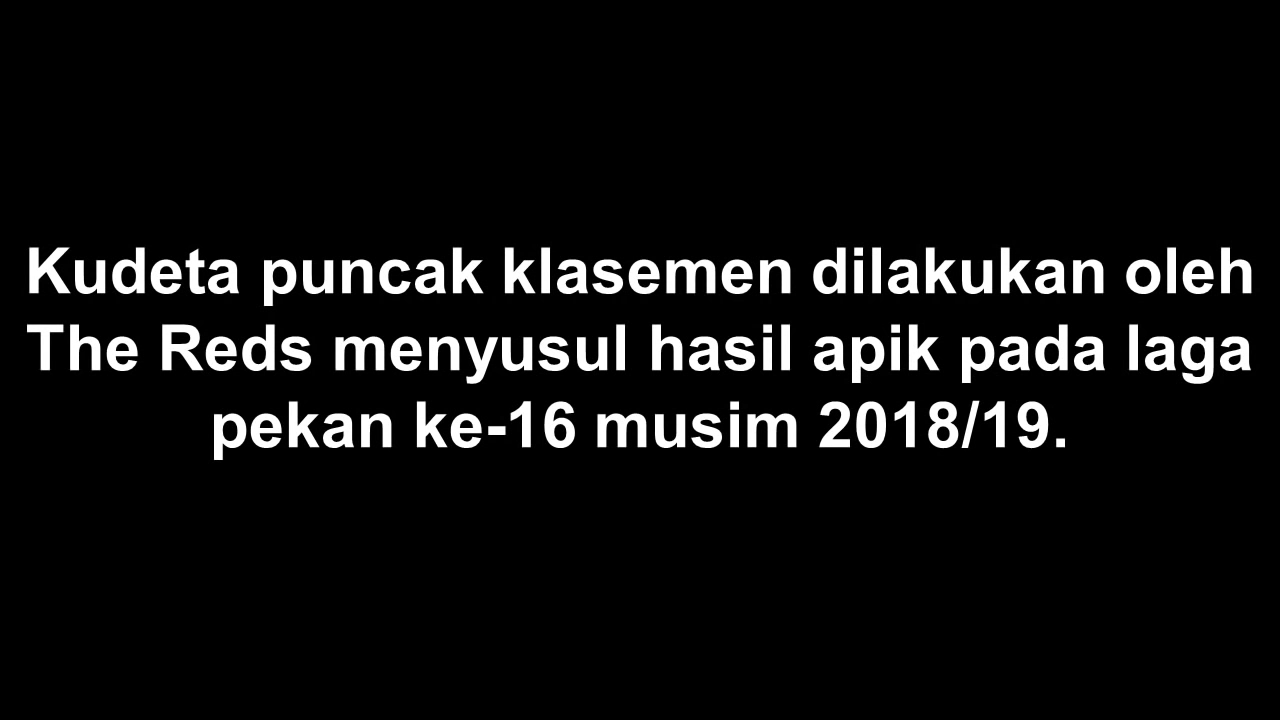 Kudeta puncak klasemen dilakukan oleh
The Reds menyusul hasil apik pada laga
pekan ke-16 musim 2018/19.